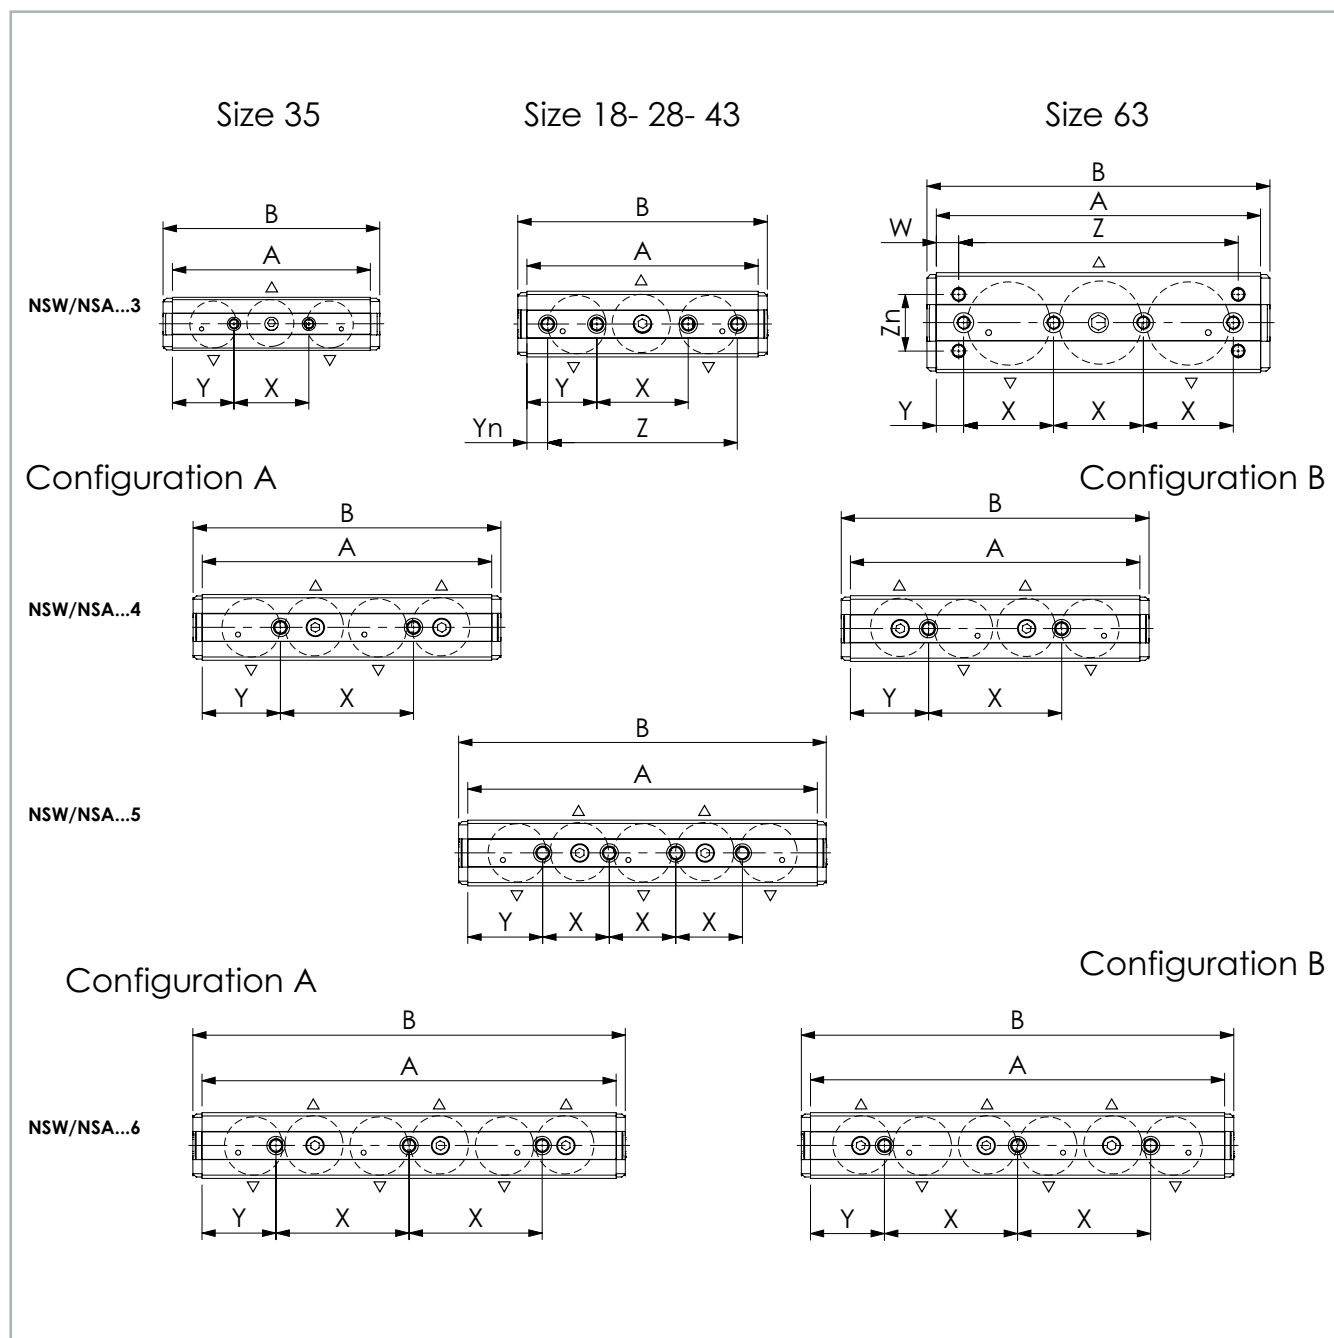 Size 35
Size 18- 28- 43
Size 63
B
B
B
A
A
A
W
Z
NSW/NSA...3
Zn
Y
X
Y
X
Y
X
X
X
Yn
Z
Configuration A
Configuration B
B
B
A
A
NSW/NSA...4
Y
X
Y
X
B
A
NSW/NSA...5
Y
X
X
X
Configuration A
Configuration B
B
B
A
A
NSW/NSA...6
Y
X
X
Y
X
X